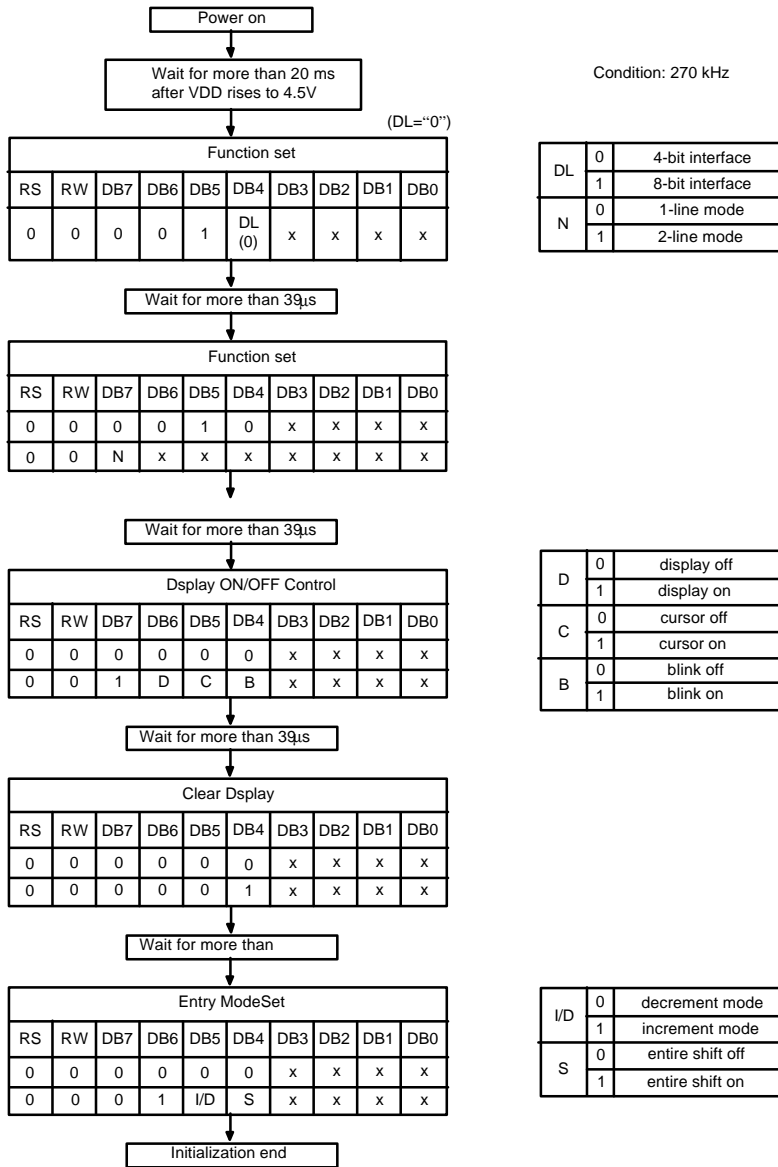 Power on
Wait for more than 20 ms
after VDD rises to 4.5V
Condition: 270 kHz
(DL=“0”)
Function set
RS RW DB7 DB6 DB5 DB4 DB3 DB2 DB1 DB0
0 0 0 0 1 DL (0) x x x x
DL 0 4-bit interface
1 8-bit interface
N 0 1-line mode
1 2-line mode
Wait for more than 39µs
Function set
RS RW DB7 DB6 DB5 DB4 DB3 DB2 DB1 DB0
0 0 0 0 1 0 x x x x
0 0 N x x x x x x x
Wait for more than 39µs
Dsplay ON/OFF Control
RS RW DB7 DB6 DB5 DB4 DB3 DB2 DB1 DB0
0 0 0 0 0 0 x x x x
0 0 1 D C B x x x x
D 0 display off
1 display on
C 0 cursor off
1 cursor on
B 0 blink off
1 blink on
Wait for more than 39µs
Clear Dsplay
RS RW DB7 DB6 DB5 DB4 DB3 DB2 DB1 DB0
0 0 0 0 0 0 x x x x
0 0 0 0 0 1 x x x x
Wait for more than
Entry ModeSet
RS RW DB7 DB6 DB5 DB4 DB3 DB2 DB1 DB0
0 0 0 0 0 0 x x x x
0 0 0 1 I/D S x x x x
I/D 0 decrement mode
1 increment mode
S 0 entire shift off
1 entire shift on
Initialization end